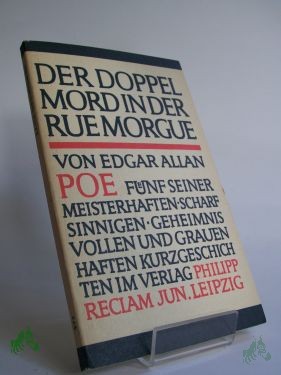 DER DOPPEL
MORD IN DER
RUE MORGUE
VON EDGAR ALLAN
POE FÜNF SEINER
MEISTERHAFTEN·SCHARF
SINNIGEN·GEHEIMNIS
VOLLEN UND GRAUEN
HAFTEN KURZGESCHICH
TEN IM VERLAG PHILIPP
RECLAM JUN. LEIPZIG